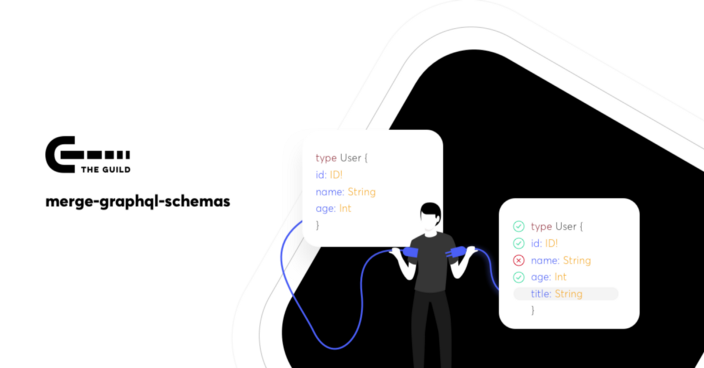 THE GUILD
merge-graphql-schemas
type User {
id: ID!
name: String
age: Int
}
type User {
id: ID!
name: String
age: Int
title: String
}